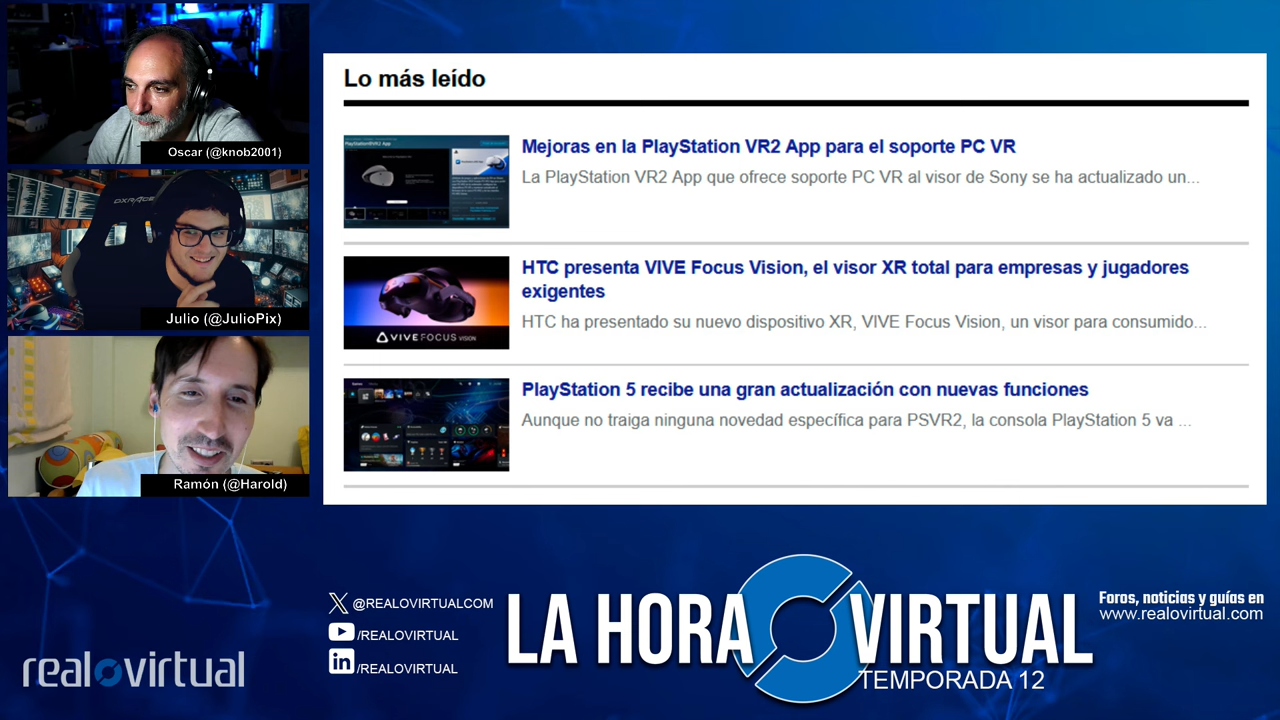 Oscar (@knob2001)
DXRACER
Julio (@JulioPix)
Ramón (@Harold)
Lo más leído
PlayStation®VR2 App
Mejoras en la PlayStation VR2 App para el soporte PC VR
La PlayStation VR2 App que ofrece soporte PC VR al visor de Sony se ha actualizado un...
VIVE FOCUS VISION
HTC presenta VIVE Focus Vision, el visor XR total para empresas y jugadores
exigentes
HTC ha presentado su nuevo dispositivo XR, VIVE Focus Vision, un visor para consumido...
PlayStation 5 recibe una gran actualización con nuevas funciones
Aunque no traiga ninguna novedad específica para PSVR2, la consola PlayStation 5 va ...
@REALOVIRTUALCOM
/REALOVIRTUAL
/REALOVIRTUAL
LA HORA VIRTUAL
TEMPORADA 12
Foros, noticias y guías en
www.realovirtual.com
realovirtual